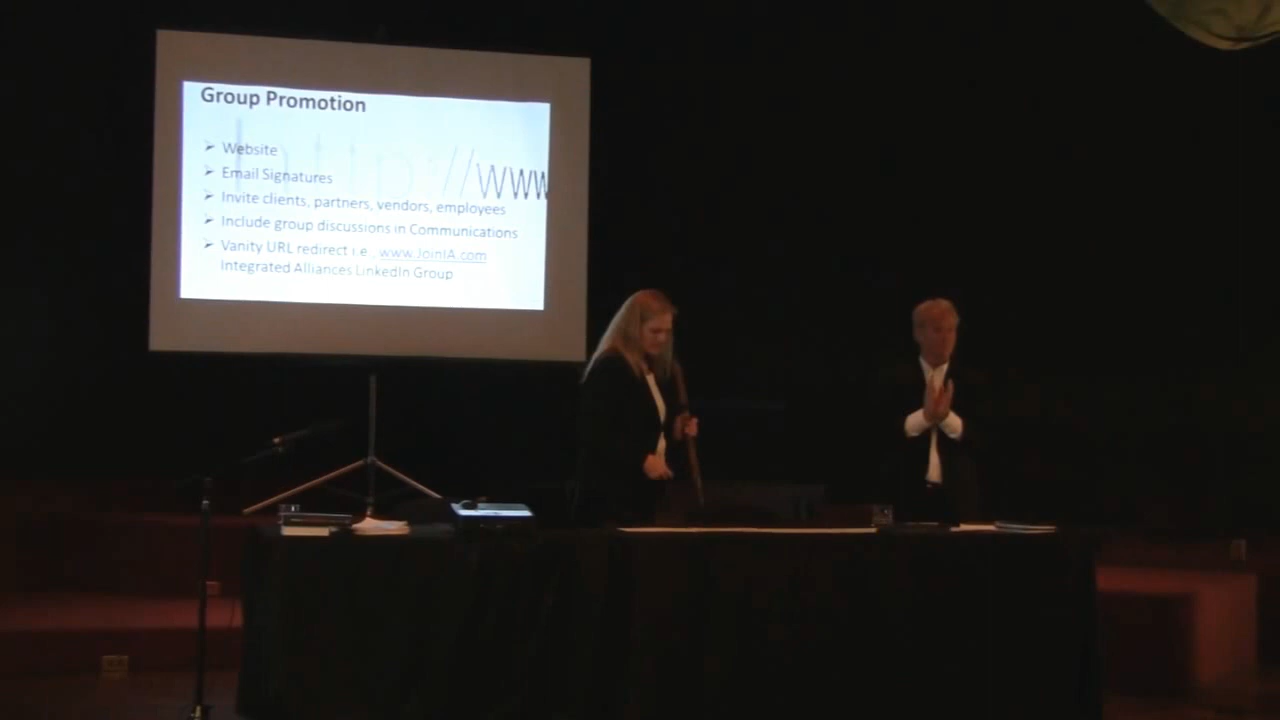 Group Promotion
http://www
➢ Website
➢ Email Signatures
➢ Invite clients, partners, vendors, employees
➢ Include group discussions in Communications
➢ Vanity URL redirect i.e., www.JoinIA.com
Integrated Alliances LinkedIn Group